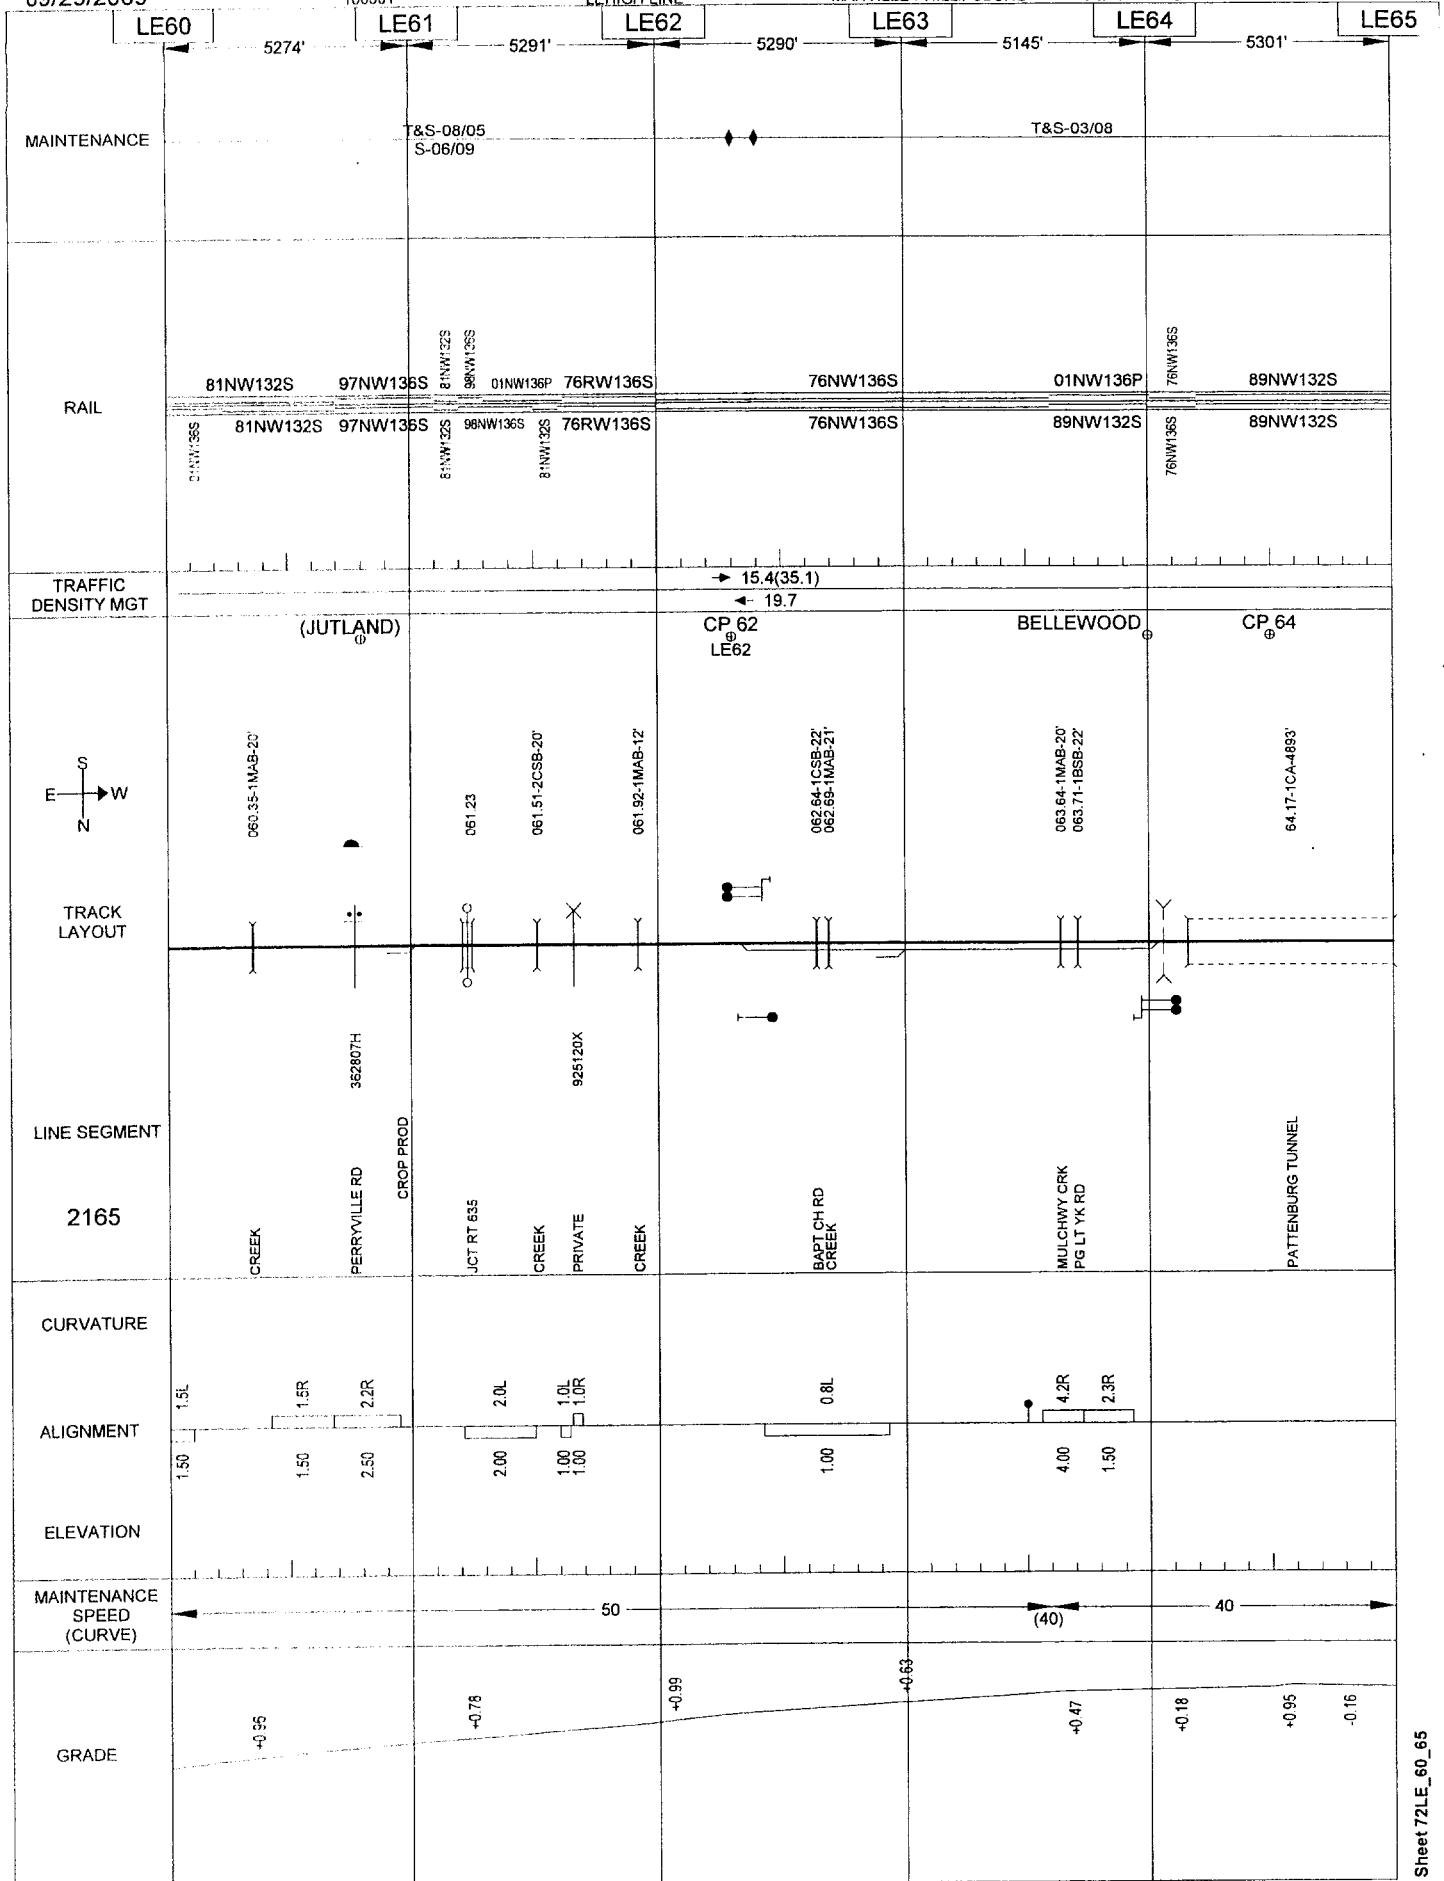 LEHIGH LINE
LE60 LE61 LE62 LE63 LE64 LE65
5274' 5291' 5290' 5145' 5301'
MAINTENANCE
T&S-08/05 T&S-03/08
S-06/09
RAIL
81NW132S 97NW136S 81NW132S 98NW136S 01NW136P 76RW136S 76NW136S 01NW136P 76NW136S 89NW132S
01NW136S 81NW132S 97NW136S 81NW132S 98NW136S 81NW132S 76RW136S 76NW136S 89NW132S 76NW136S 89NW132S
TRAFFIC
DENSITY MGT
15.4(35.1)
19.7
(JUTLAND) CP 62 BELLEWOOD CP 64
LE62
S
E W
N
060.35-1MAB-20'
061.23
061.51-2CSB-20'
061.92-1MAB-12'
062.64-1CSB-22'
062.69-1MAB-21'
063.64-1MAB-20'
063.71-1BSB-22'
64.17-1CA-4893'
TRACK
LAYOUT
362807H
925120X
LINE SEGMENT
2165
CREEK
PERRYVILLE RD
CROP PROD
JCT RT 635
CREEK
PRIVATE
CREEK
BAPT CH RD
CREEK
MULCHWY CRK
PG LT YK RD
PATTENBURG TUNNEL
CURVATURE
1.5L 1.5R 2.2R 2.0L 1.0L 1.0R 0.8L 4.2R 2.3R
ALIGNMENT
1.50 1.50 2.50 2.00 1.00 1.00 1.00 4.00 1.50
ELEVATION
MAINTENANCE
SPEED
(CURVE)
50 (40) 40
GRADE
+0.95 +0.78 +0.99 +0.63 +0.47 +0.18 +0.95 -0.16
Sheet 72LE_60_65